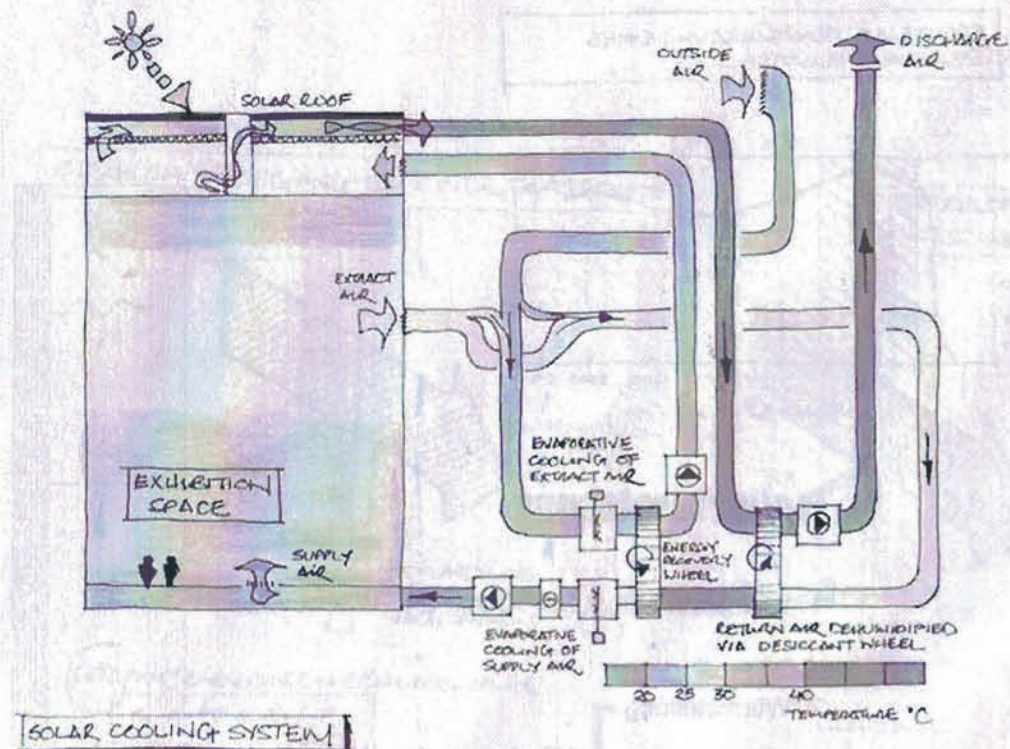 SOLAR ROOF
OUTSIDE
AIR
DISCHARGE
AIR
EXTRACT
AIR
EVAPORATIVE
COOLING OF
EXTRACT AIR
EXHIBITION
SPACE
SUPPLY
AIR
ENERGY
RECOVERY
WHEEL
EVAPORATIVE
COOLING OF
SUPPLY AIR
RETURN AIR DEHUMIDIFIED
VIA DESICCANT WHEEL
20 25 30 40
TEMPERATURE °C
SOLAR COOLING SYSTEM